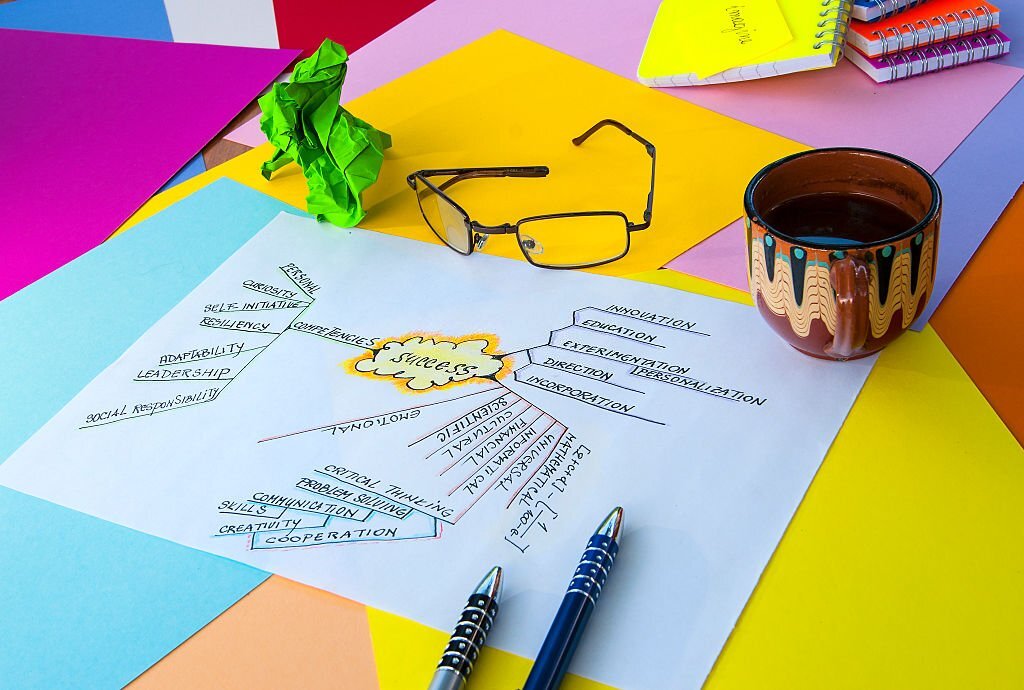 imagine
PERSONAL
CURIOSITY
SELF INITIATIVE
RESILIENCY
COMPETENCIES
ADAPTABILITY
LEADERSHIP
SOCIAL RESPONSIBILITY
SUCCESS
INNOVATION
EDUCATION
EXPERIMENTATION
PERSONALIZATION
DIRECTION
INCORPORATION
EMOTIONAL
SCIENTIFIC
CULTURAL
FINANCIAL
INFORMATICAL
UNIVERSAL
MATHEMATICAL
CRITICAL THINKING
PROBLEM SOLVING
COMMUNICATION
SKILLS
CREATIVITY
COOPERATION